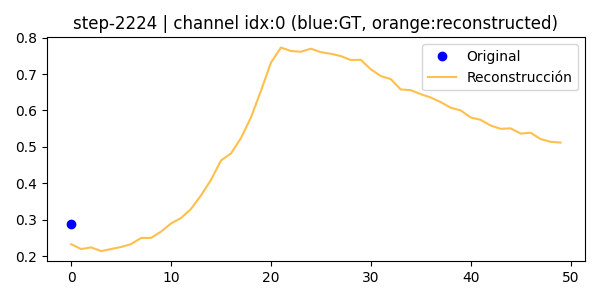 step-2224 | channel idx:0 (blue:GT, orange:reconstructed)
0.8
0.7
0.6
0.5
0.4
0.3
0.2
Original
Reconstrucción
0 10 20 30 40 50